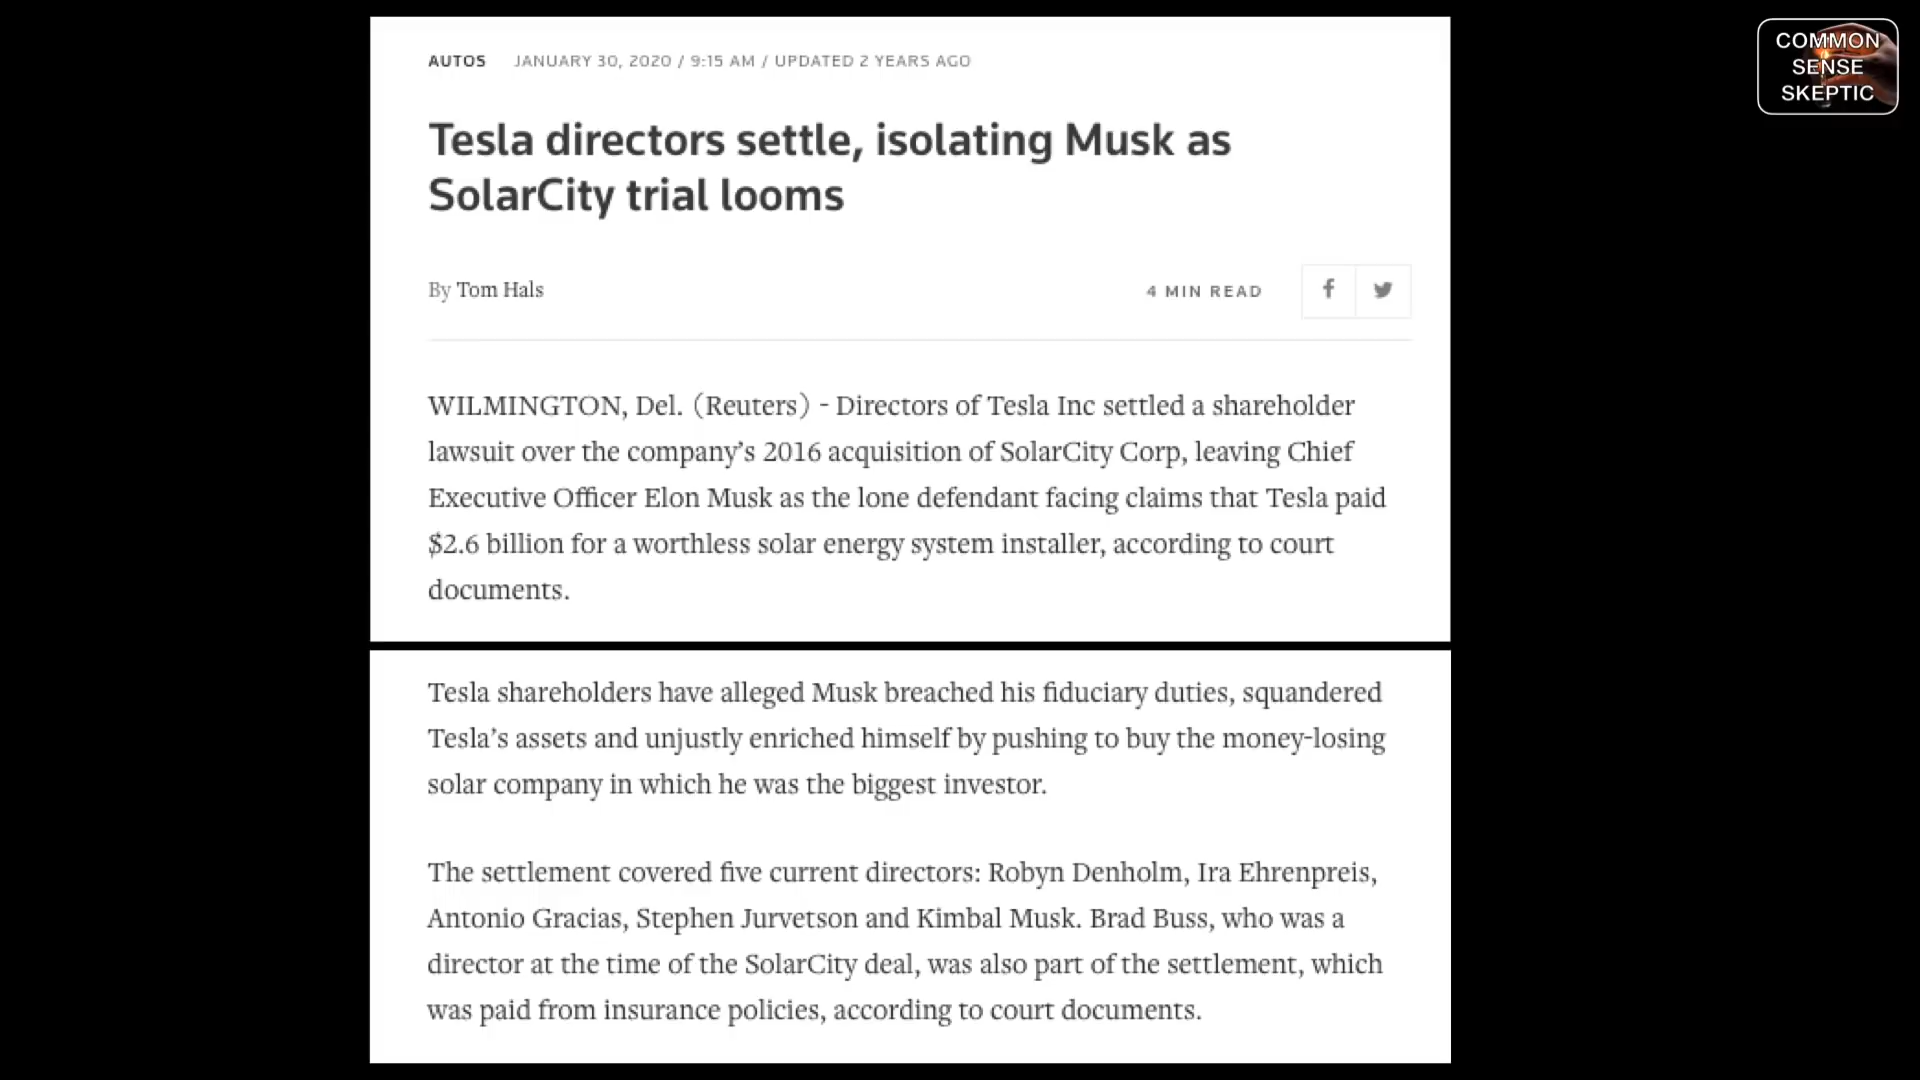 AUTOS JANUARY 30, 2020 / 9:15 AM / UPDATED 2 YEARS AGO
COMMON
SENSE
SKEPTIC
Tesla directors settle, isolating Musk as
SolarCity trial looms
By Tom Hals
4 MIN READ
WILMINGTON, Del. (Reuters) - Directors of Tesla Inc settled a shareholder
lawsuit over the company’s 2016 acquisition of SolarCity Corp, leaving Chief
Executive Officer Elon Musk as the lone defendant facing claims that Tesla paid
$2.6 billion for a worthless solar energy system installer, according to court
documents.
Tesla shareholders have alleged Musk breached his fiduciary duties, squandered
Tesla’s assets and unjustly enriched himself by pushing to buy the money-losing
solar company in which he was the biggest investor.
The settlement covered five current directors: Robyn Denholm, Ira Ehrenpreis,
Antonio Gracias, Stephen Jurvetson and Kimbal Musk. Brad Buss, who was a
director at the time of the SolarCity deal, was also part of the settlement, which
was paid from insurance policies, according to court documents.